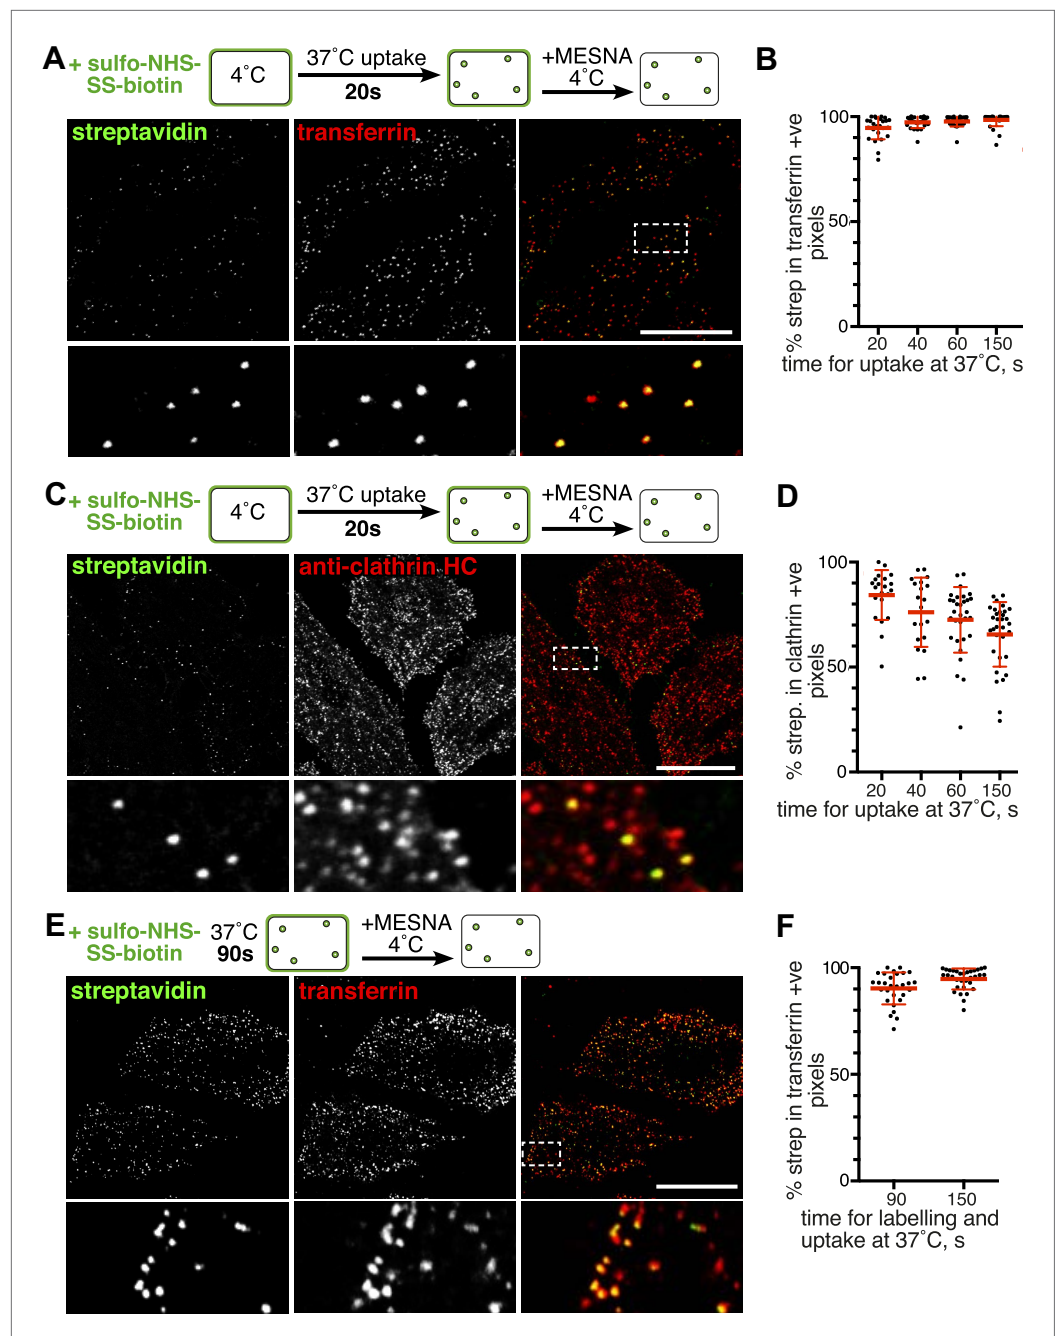 A
+ sulfo-NHS-
SS-biotin
4˚C
37˚C uptake
20s
+MESNA
4˚C
streptavidin
transferrin
B
% strep in transferrin +ve
pixels
100
50
0
20 40 60 150
time for uptake at 37˚C, s
C
+ sulfo-NHS-
SS-biotin
4˚C
37˚C uptake
20s
+MESNA
4˚C
streptavidin
anti-clathrin HC
D
% strep. in clathrin +ve
pixels
100
50
0
20 40 60 150
time for uptake at 37˚C, s
E
+ sulfo-NHS-
SS-biotin
37˚C
90s
+MESNA
4˚C
streptavidin
transferrin
F
% strep in transferrin +ve
pixels
100
50
0
90 150
time for labelling and
uptake at 37˚C, s